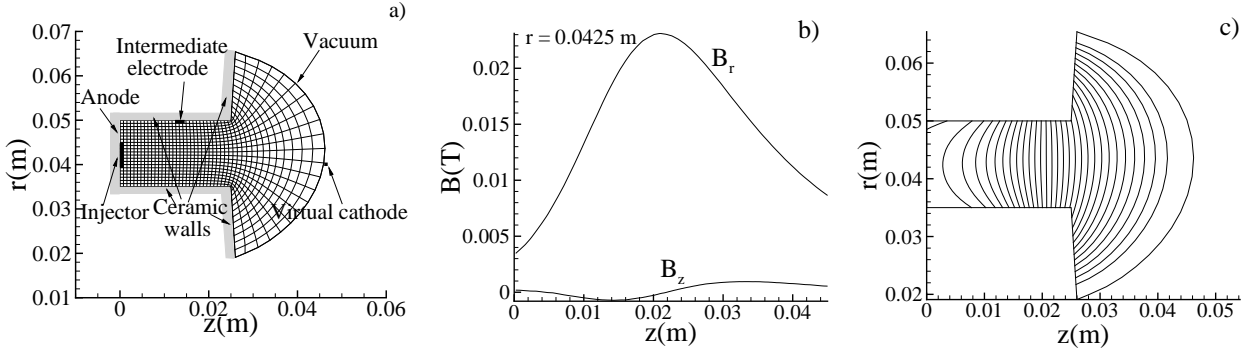 a)
0.07
0.06
0.05
0.04
0.03
0.02
0.01
r(m)
0
0.02
0.04
0.06
z(m)
Intermediate
electrode
Vacuum
Anode
Injector
Ceramic
walls
Virtual cathode
b)
r = 0.0425 m
B(T)
0.02
0.015
0.01
0.005
0
B_r
B_z
0
0.01
0.02
0.03
0.04
z(m)
c)
r(m)
0.06
0.05
0.04
0.03
0.02
0.00
0.01
0.02
0.03
0.04
0.05
z(m)